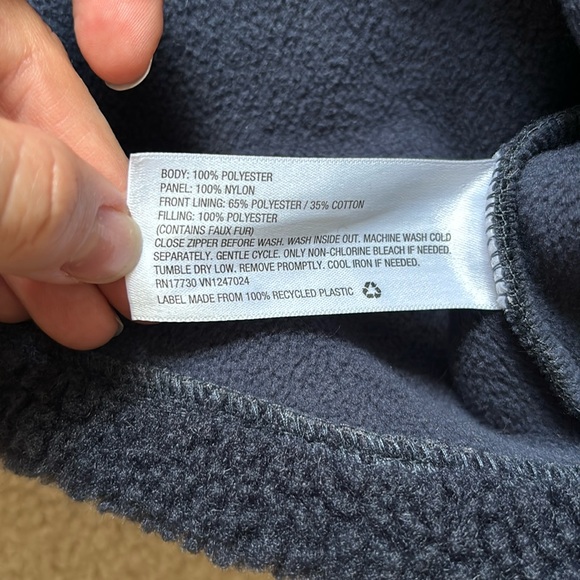 BODY: 100% POLYESTER
PANEL: 100% NYLON
FRONT LINING: 65% POLYESTER / 35% COTTON
FILLING: 100% POLYESTER
(CONTAINS FAUX FUR)
CLOSE ZIPPER BEFORE WASH. WASH INSIDE OUT. MACHINE WASH COLD
SEPARATELY. GENTLE CYCLE. ONLY NON-CHLORINE BLEACH IF NEEDED.
TUMBLE DRY LOW. REMOVE PROMPTLY. COOL IRON IF NEEDED.
RN17730 VN1247024
LABEL MADE FROM 100% RECYCLED PLASTIC